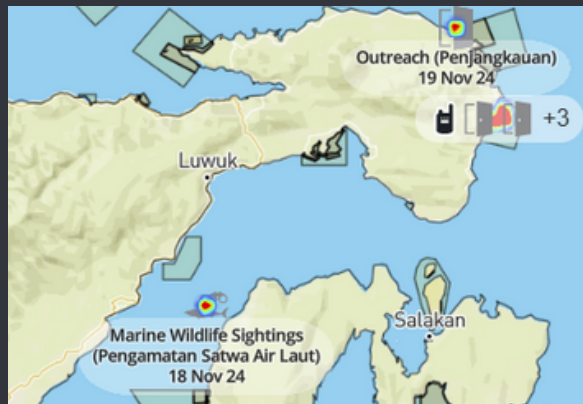 Outreach (Penjangkauan)
19 Nov 24
+3
Luwuk
Salakan
Marine Wildlife Sightings
(Pengamatan Satwa Air Laut)
18 Nov 24